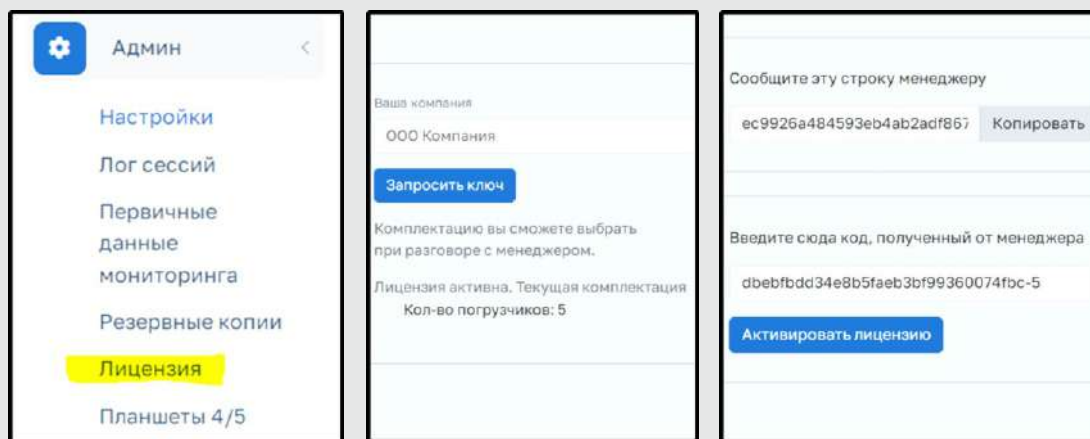 Админ
Настройки
Лог сессий
Первичные
данные
мониторинга
Резервные копии
Лицензия
Планшеты 4/5
Ваша компания
ООО Компания
Запросить ключ
Комплектацию вы сможете выбрать
при разговоре с менеджером.
Лицензия активна. Текущая комплектация
Кол-во погрузчиков: 5
Сообщите эту строку менеджеру
ec9926a484593eb4ab2adf867 Копировать
Введите сюда код, полученный от менеджера
dbebfbdd34e8b5faeb3bf99360074fbc-5
Активировать лицензию